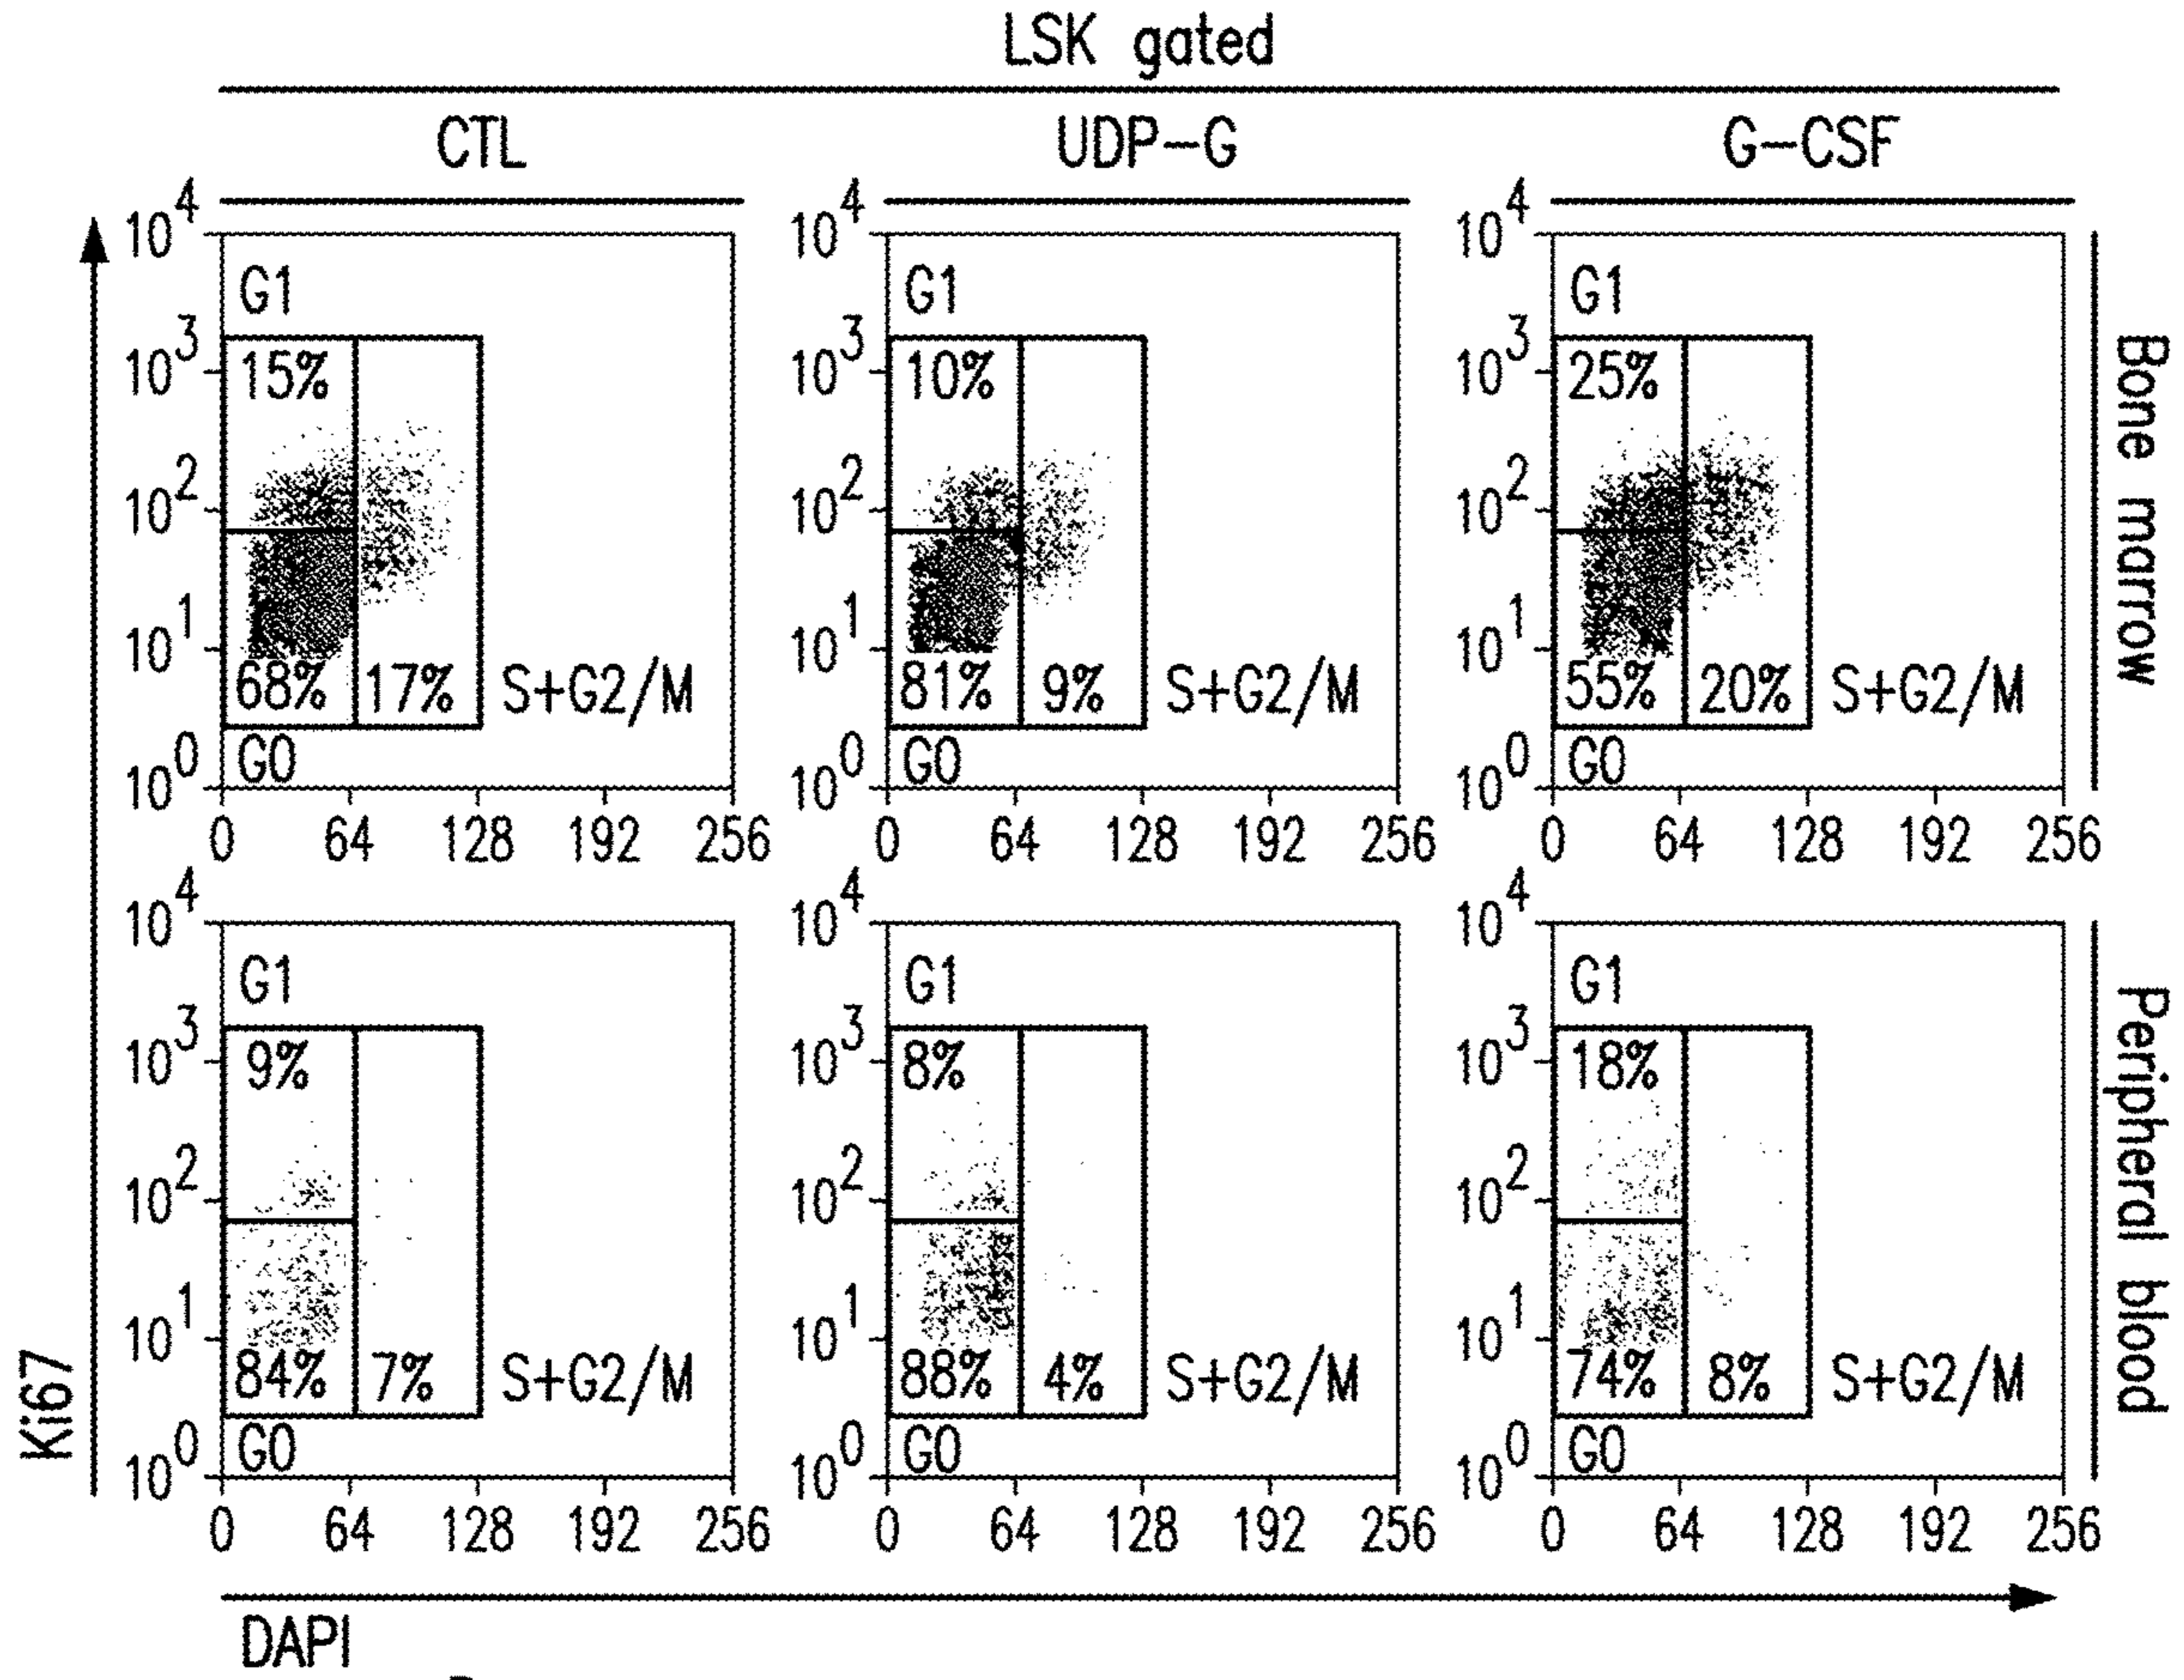 LSK gated
CTL UDP-G G-CSF
10^4 10^4 10^4
G1 G1 G1
10^3 10^3 10^3
15% 10% 25%
10^2 10^2 10^2
10^1 10^1 10^1
68% 17% S+G2/M 81% 9% S+G2/M 55% 20% S+G2/M
G0 G0 G0
10^0 10^0 10^0
0 64 128 192 256 0 64 128 192 256 0 64 128 192 256
Bone marrow
10^4 10^4 10^4
G1 G1 G1
10^3 10^3 10^3
9% 8% 18%
10^2 10^2 10^2
10^1 10^1 10^1
84% 7% S+G2/M 88% 4% S+G2/M 74% 8% S+G2/M
G0 G0 G0
10^0 10^0 10^0
0 64 128 192 256 0 64 128 192 256 0 64 128 192 256
Peripheral blood
Ki67
DAPI